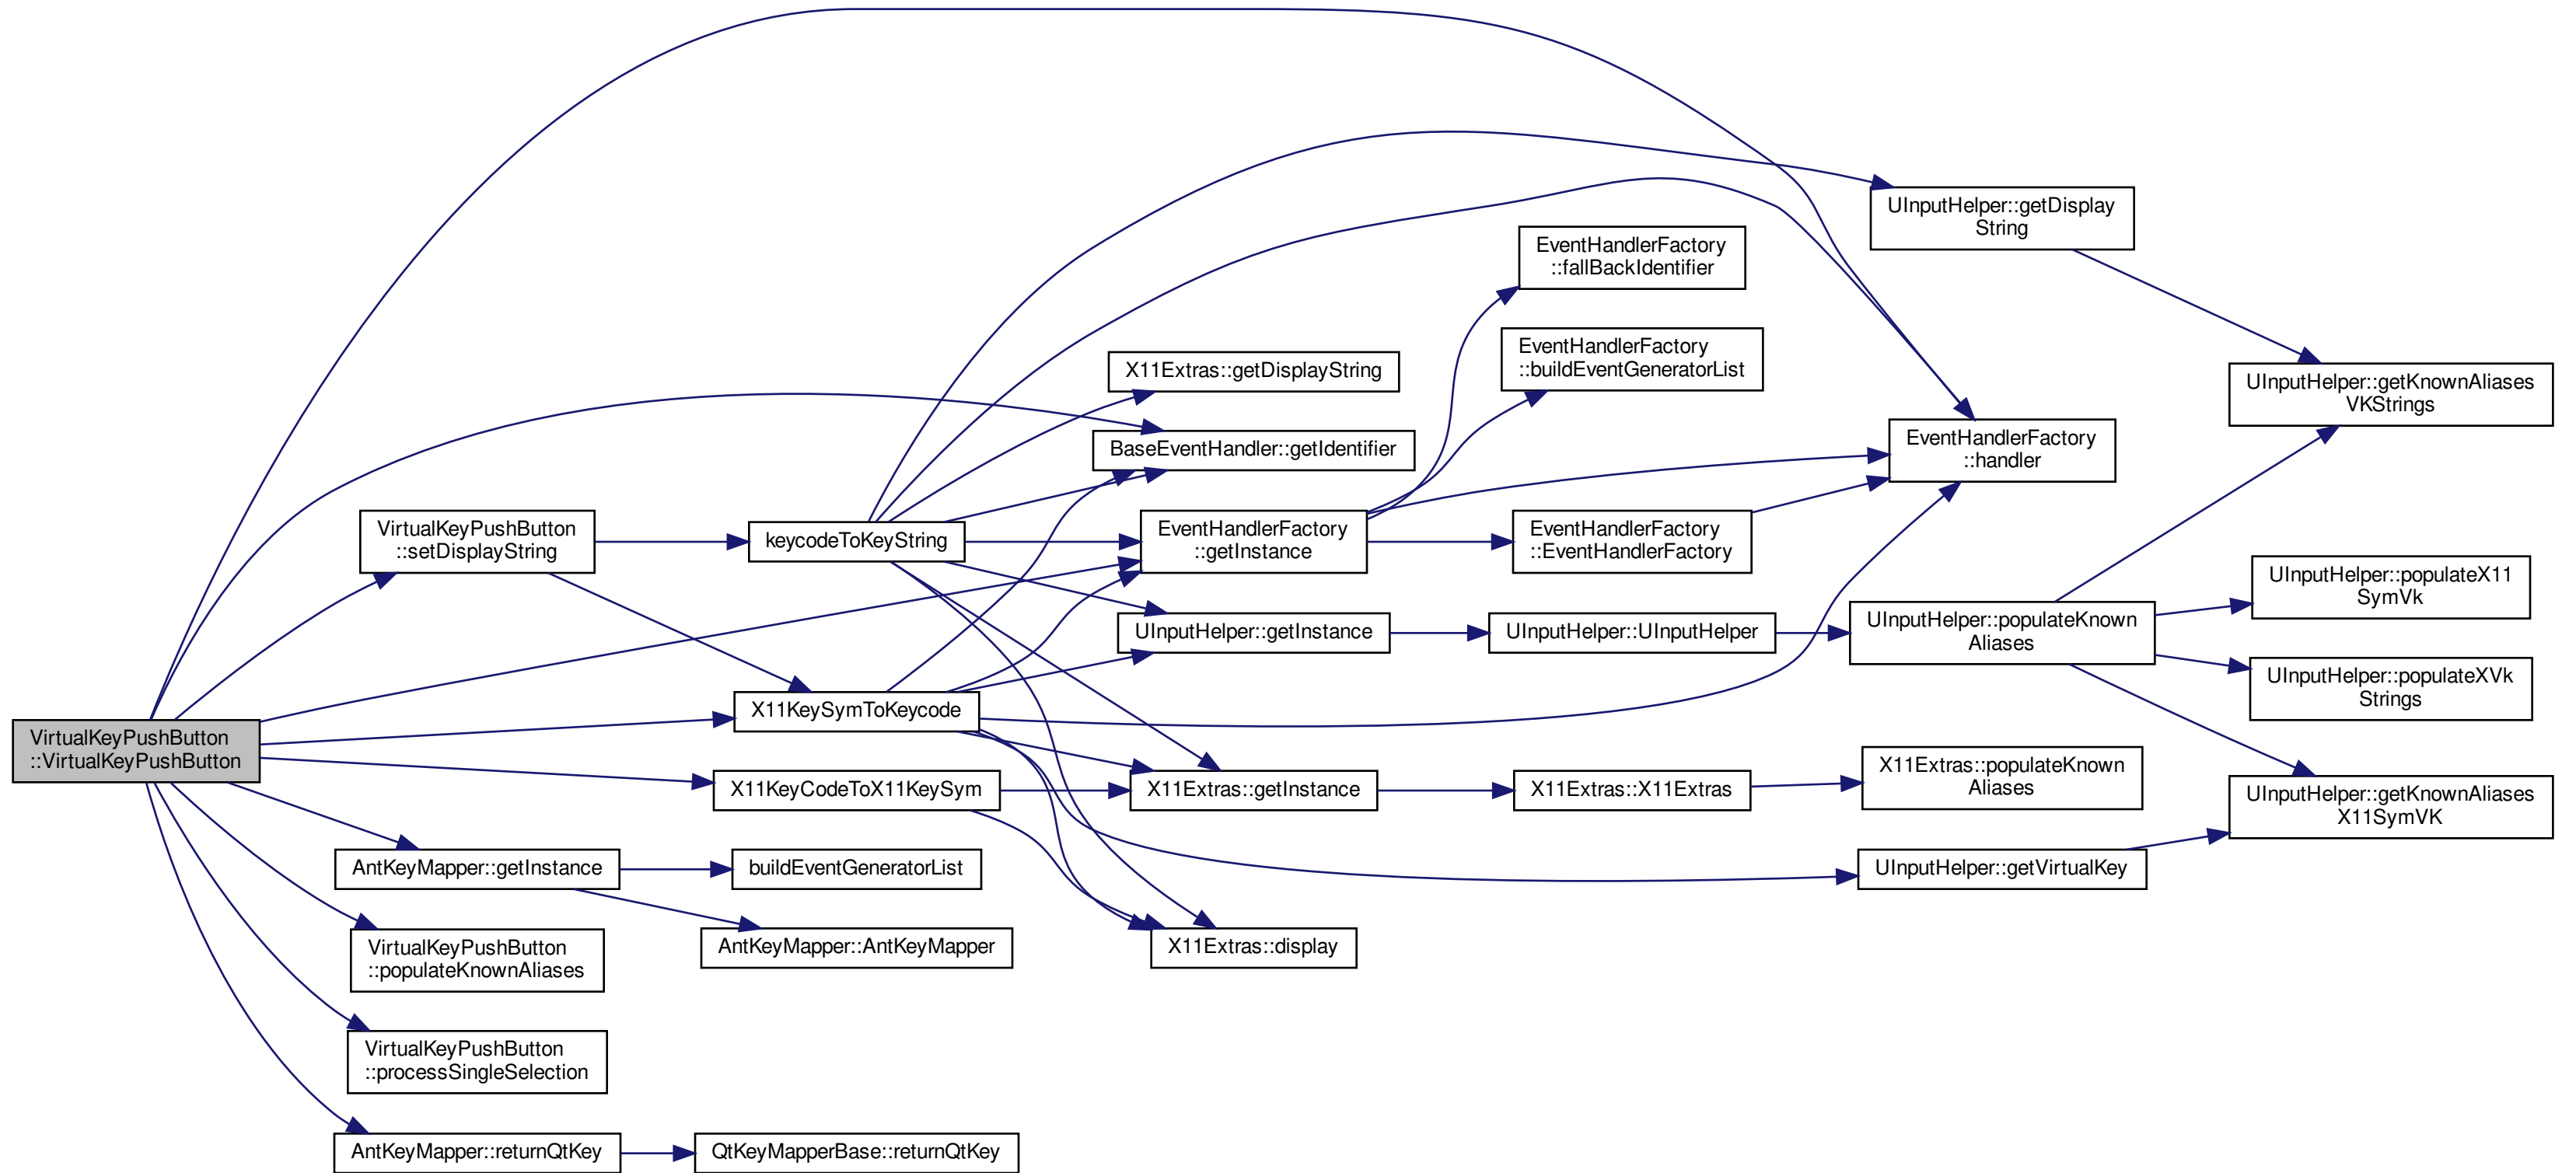 UInputHelper::getDisplay
String
EventHandlerFactory
::fallBackIdentifier
EventHandlerFactory
::buildEventGeneratorList
X11Extras::getDisplayString
UInputHelper::getKnownAliases
VKStrings
BaseEventHandler::getIdentifier
EventHandlerFactory
::handler
VirtualKeyPushButton
::setDisplayString
keycodeToKeyString
EventHandlerFactory
::getInstance
EventHandlerFactory
::EventHandlerFactory
UInputHelper::populateX11
SymVk
UInputHelper::getInstance
UInputHelper::UInputHelper
UInputHelper::populateKnown
Aliases
UInputHelper::populateXVk
Strings
X11KeySymToKeycode
VirtualKeyPushButton
::VirtualKeyPushButton
X11KeyCodeToX11KeySym
X11Extras::getInstance
X11Extras::X11Extras
X11Extras::populateKnown
Aliases
UInputHelper::getKnownAliases
X11SymVK
AntKeyMapper::getInstance
buildEventGeneratorList
UInputHelper::getVirtualKey
VirtualKeyPushButton
::populateKnownAliases
AntKeyMapper::AntKeyMapper
X11Extras::display
VirtualKeyPushButton
::processSingleSelection
AntKeyMapper::returnQtKey
QtKeyMapperBase::returnQtKey